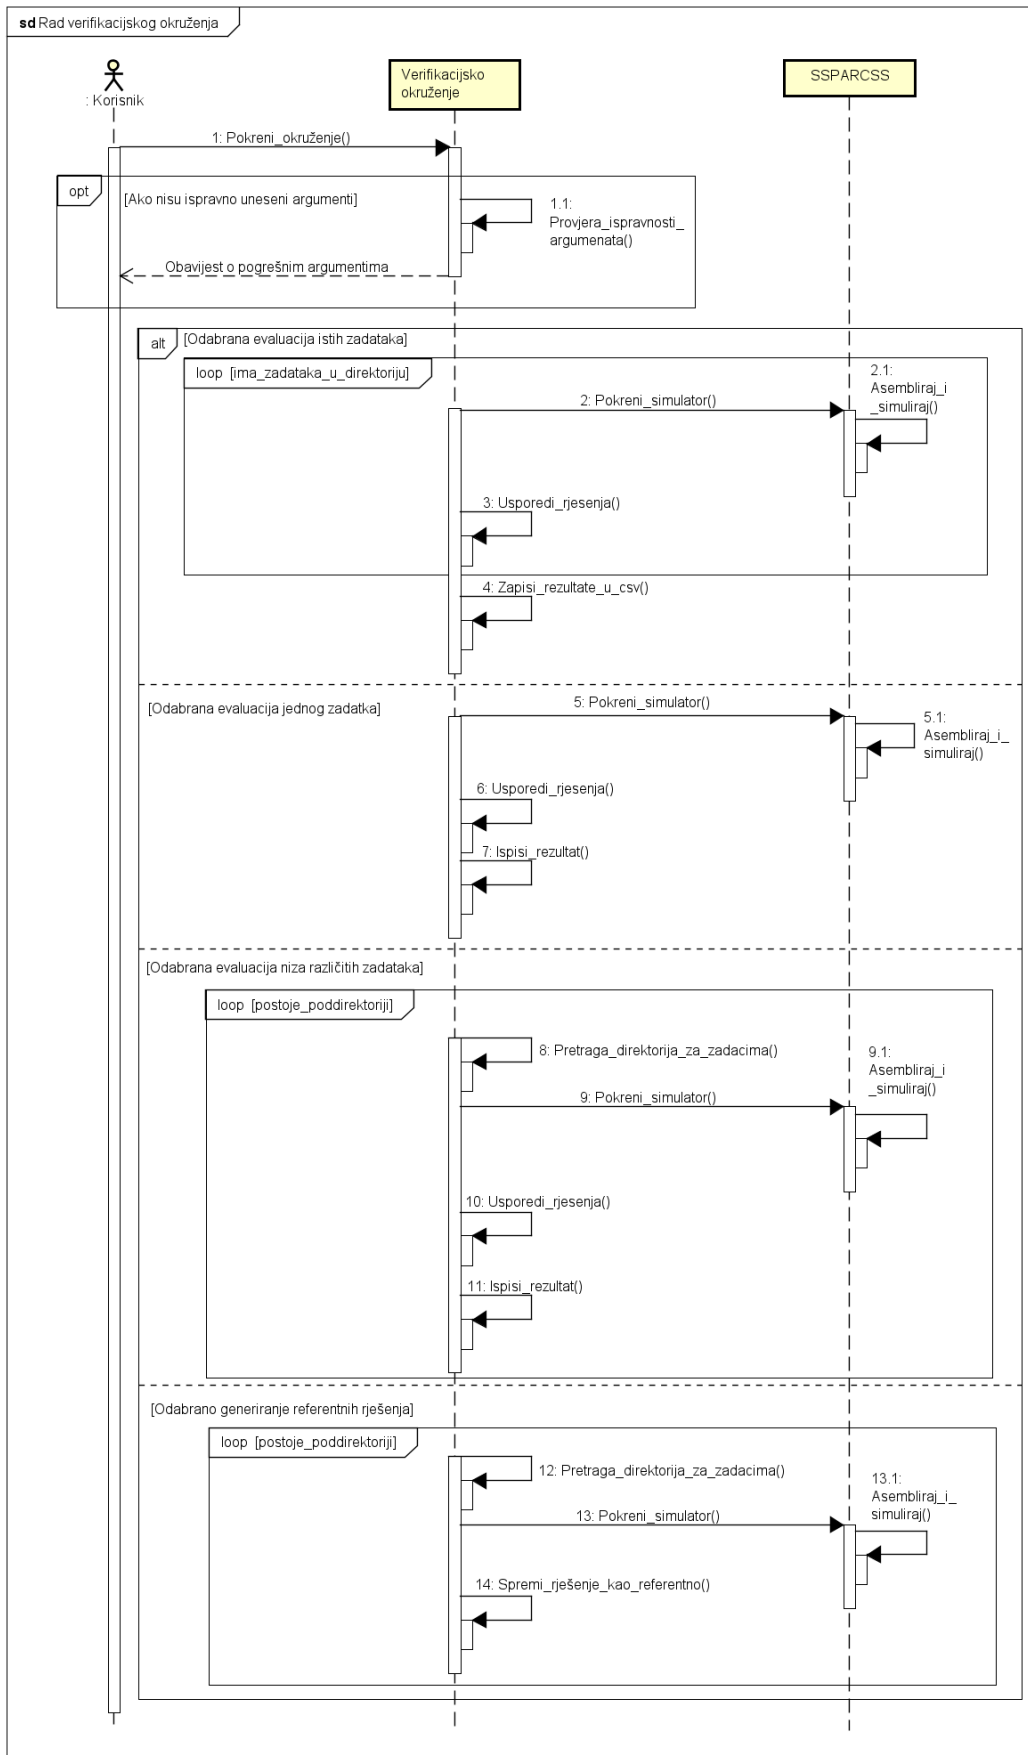 sd Rad verifikacijskog okruženja
: Korisnik
Verifikacijsko
okruženje
SSPARCSS
1: Pokreni_okruženje()
opt
[Ako nisu ispravno uneseni argumenti]
1.1:
Provjera_ispravnosti_
argumenata()
Obavijest o pogrešnim argumentima
alt
[Odabrana evaluacija istih zadataka]
loop [ima_zadataka_u_direktoriju]
2: Pokreni_simulator()
2.1:
Asembliraj_i
_simuliraj()
3: Usporedi_rjesenja()
4: Zapisi_rezultate_u_csv()
[Odabrana evaluacija jednog zadatka]
5: Pokreni_simulator()
5.1:
Asembliraj_i_
simuliraj()
6: Usporedi_rjesenja()
7: Ispisi_rezultat()
[Odabrana evaluacija niza različitih zadataka]
loop [postoje_poddirektoriji]
8: Pretraga_direktorija_za_zadacima()
9: Pokreni_simulator()
9.1:
Asembliraj_i
_simuliraj()
10: Usporedi_rjesenja()
11: Ispisi_rezultat()
[Odabrano generiranje referentnih rješenja]
loop [postoje_poddirektoriji]
12: Pretraga_direktorija_za_zadacima()
13: Pokreni_simulator()
13.1:
Asembliraj_i_
simuliraj()
14: Spremi_rješenje_kao_referentno()